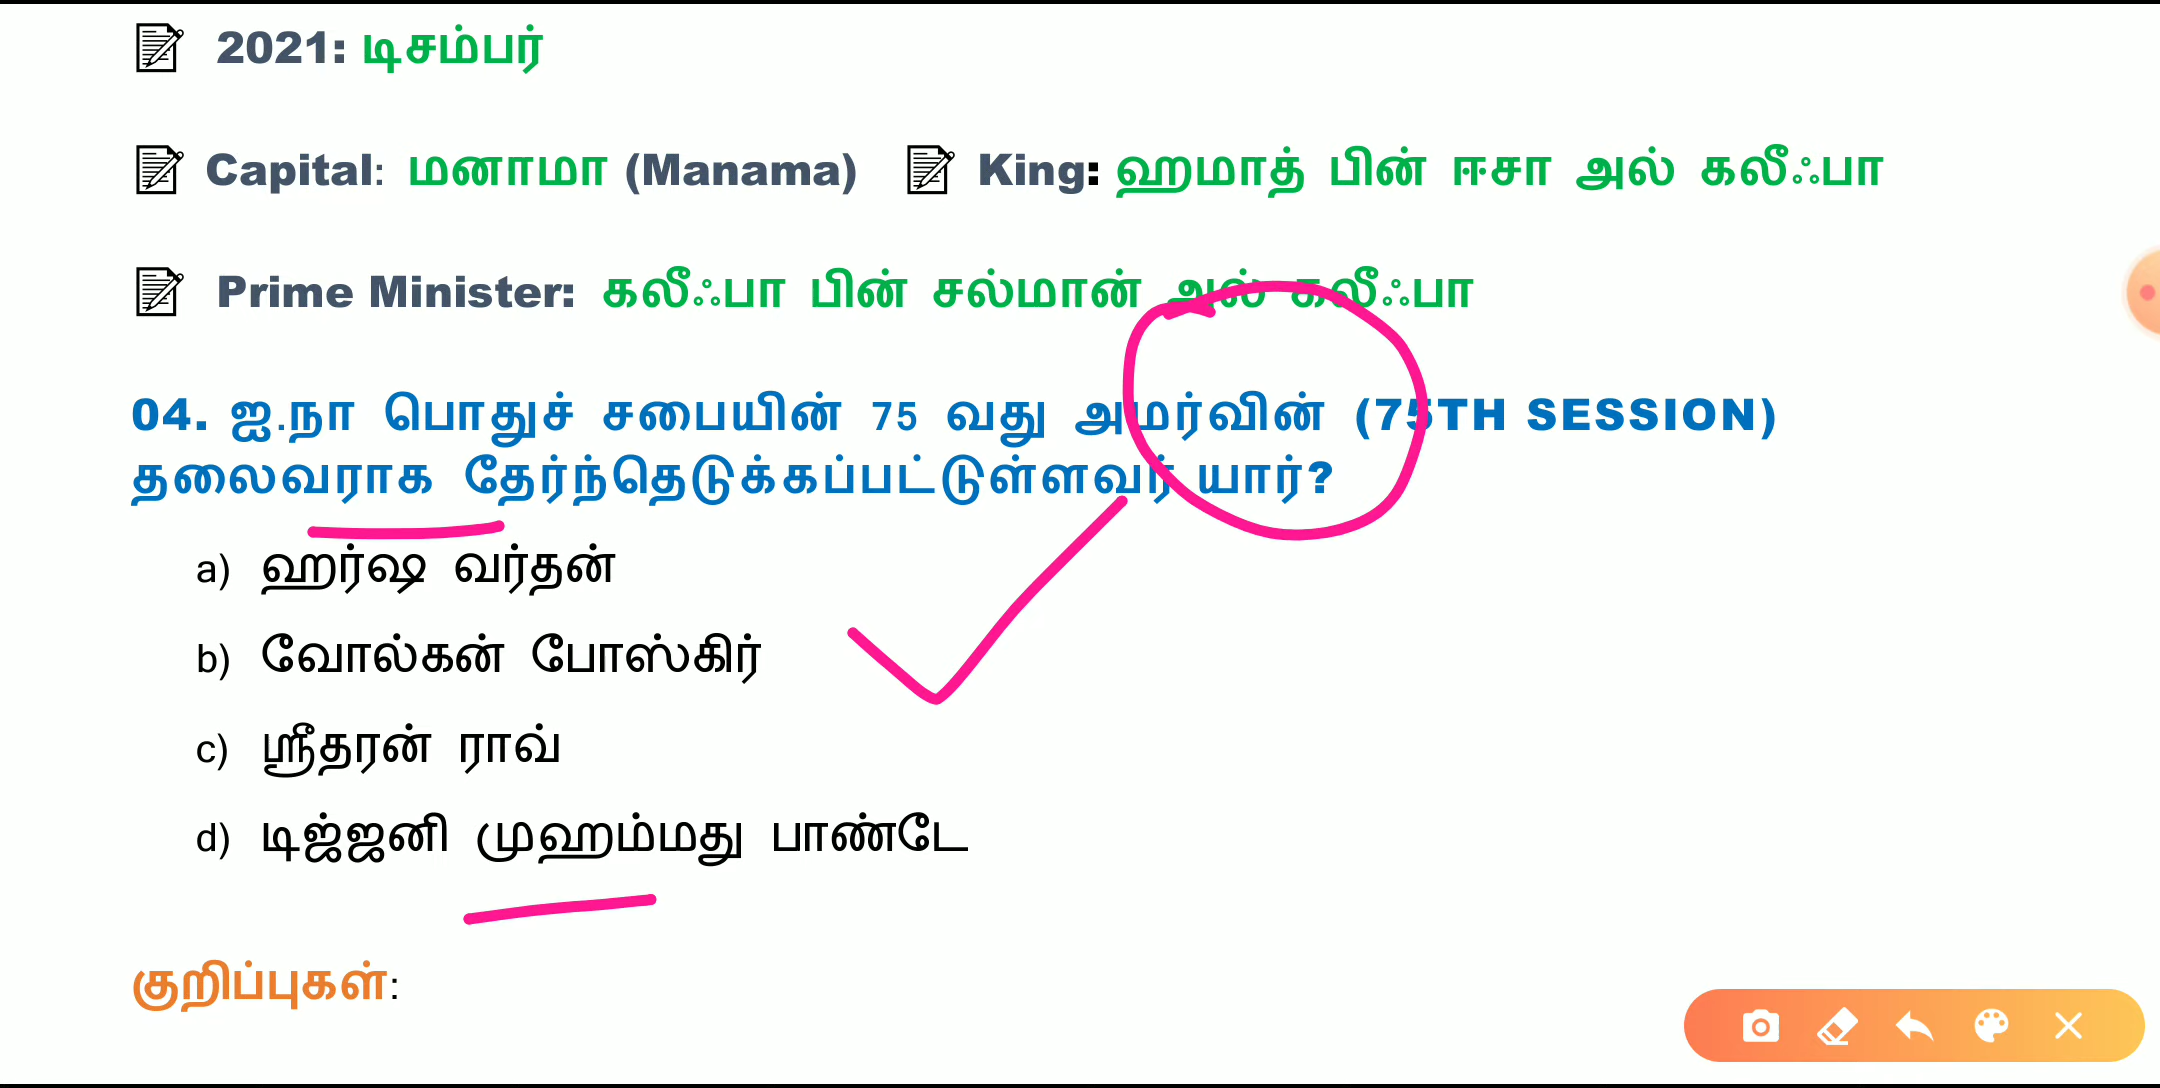 2021: டிசம்பர்
Capital: மனாமா (Manama) King: ஹமாத் பின் ஈசா அல் கலீஃபா
Prime Minister: கலீஃபா பின் சல்மான் அல் கலீஃபா
04. ஐ.நா பொதுச் சபையின் 75 வது அமர்வின் (75TH SESSION)
தலைவராக தேர்ந்தெடுக்கப்பட்டுள்ளவர் யார்?
a) ஹர்ஷ வர்தன்
b) வோல்கன் போஸ்கிர்
c) ஸ்ரீதரன் ராவ்
d) டிஜ்ஜனி முஹம்மது பாண்டே
குறிப்புகள்: